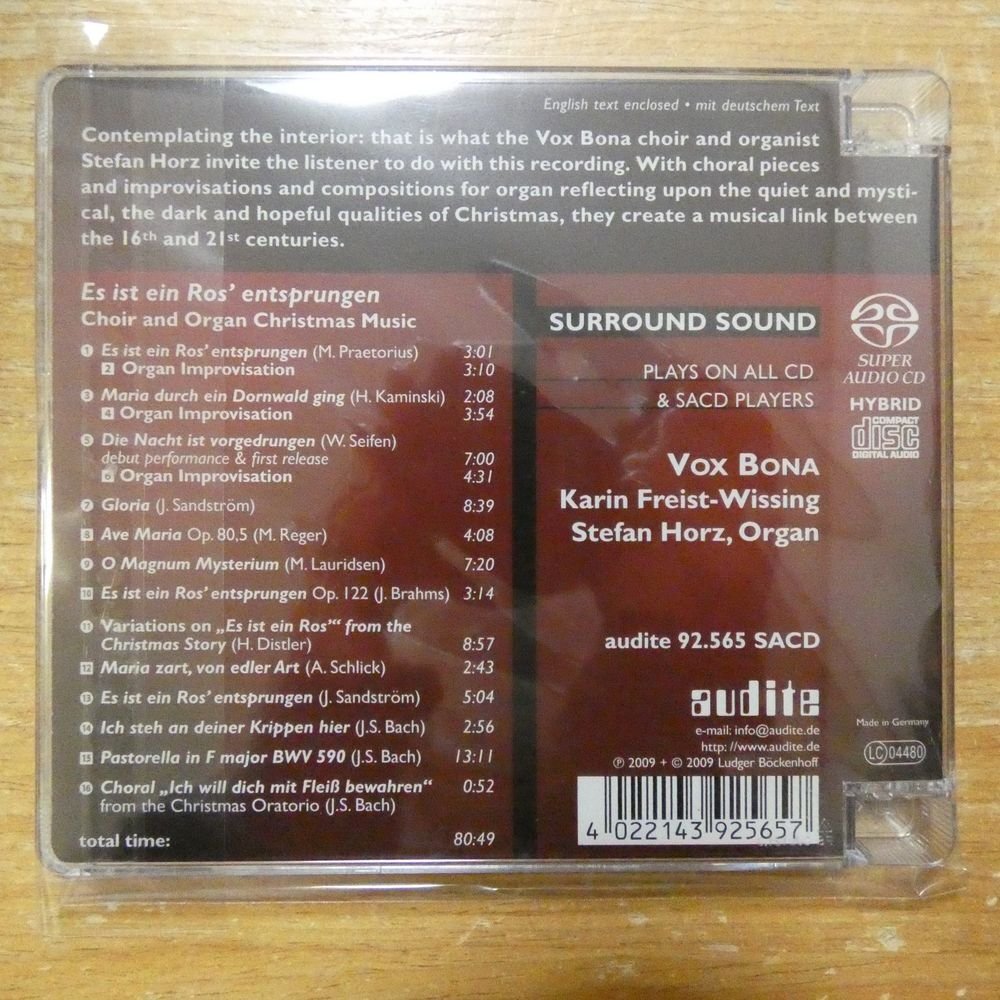 English text enclosed • mit deutschem Text
Contemplating the interior: that is what the Vox Bona choir and organist
Stefan Horz invite the listener to do with this recording. With choral pieces
and improvisations and compositions for organ reflecting upon the quiet and mysti-
cal, the dark and hopeful qualities of Christmas, they create a musical link between
the 16th and 21st centuries.
Es ist ein Ros' entsprungen
Choir and Organ Christmas Music
1 Es ist ein Ros' entsprungen (M. Praetorius) 3:01
2 Organ Improvisation 3:10
3 Maria durch ein Dornwald ging (H. Kaminski) 2:08
4 Organ Improvisation 3:54
5 Die Nacht ist vorgedrungen (W. Seifen)
debut performance & first release 7:00
6 Organ Improvisation 4:31
7 Gloria (J. Sandström) 8:39
8 Ave Maria Op. 80,5 (M. Reger) 4:08
9 O Magnum Mysterium (M. Lauridsen) 7:20
10 Es ist ein Ros' entsprungen Op. 122 (J. Brahms) 3:14
11 Variations on „Es ist ein Ros'“ from the
Christmas Story (H. Distler) 8:57
12 Maria zart, von edler Art (A. Schlick) 2:43
13 Es ist ein Ros' entsprungen (J. Sandström) 5:04
14 Ich steh an deiner Krippen hier (J.S. Bach) 2:56
15 Pastorella in F major BWV 590 (J.S. Bach) 13:11
16 Choral „Ich will dich mit Fleiß bewahren“ 0:52
from the Christmas Oratorio (J.S. Bach)
total time: 80:49
SURROUND SOUND
PLAYS ON ALL CD
& SACD PLAYERS
SUPER
AUDIO CD
HYBRID
COMPACT
disc
DIGITAL AUDIO
VOX BONA
Karin Freist-Wissing
Stefan Horz, Organ
audite 92.565 SACD
audite
e-mail: info@audite.de
http: //www.audite.de
℗ 2009 + © 2009 Ludger Böckenhoff
Made in Germany
LC 04480
4 022143 925657